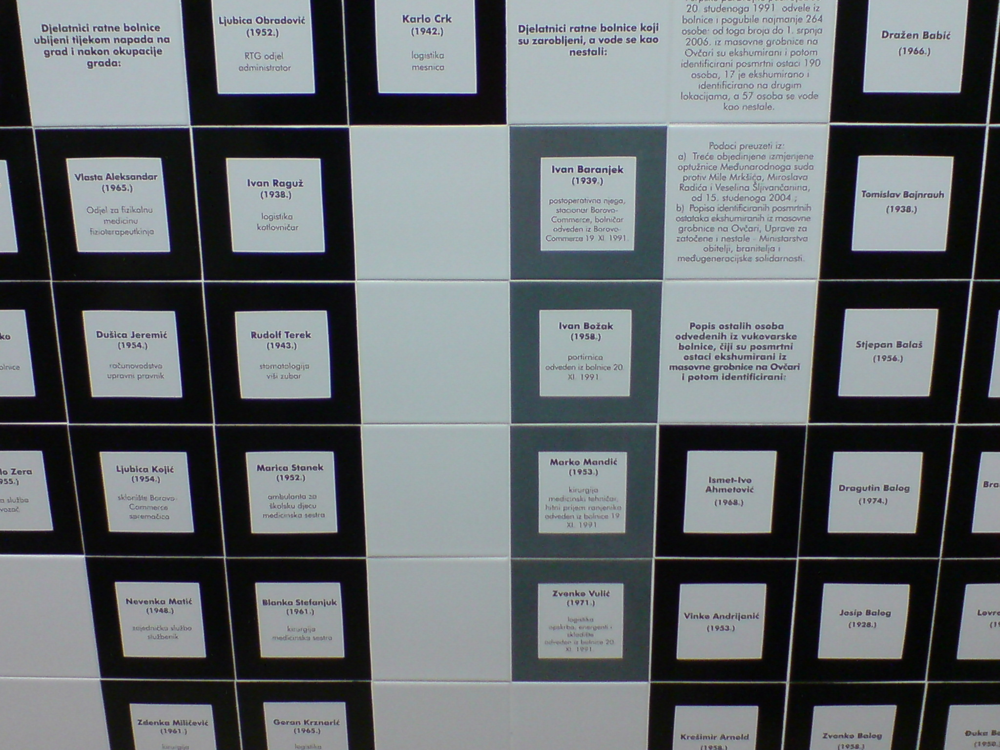 Djelatnici ratne bolnice
ubijeni tijekom napada na
grad i nakon okupacije
grada:
Vlasta Aleksandar
(1965.)
Odjel za fizikalnu
medicinu
fizioterapeutkinja
Dušica Jeremić
(1954.)
računovodstvo
upravni pravnik
Zera
služba
vozač
Ljubica Kojić
(1954.)
sklonište Borovo-
Commerce
spremačica
Nevenka Matić
(1948.)
zajednička služba
službenik
Zdenka Miličević
(1961.)
kirurgija
Ljubica Obradović
(1952.)
RTG odjel
administrator
Ivan Raguž
(1938.)
logistika
kotlovničar
Rudolf Terek
(1943.)
stomatologija
viši zubar
Marica Stanek
(1952.)
ambulanta za
školsku djecu
medicinska sestra
Blanka Stefanjuk
(1961.)
kirurgija
medicinska sestra
Goran Krznarić
(1965.)
logistika
Karlo Crk
(1942.)
logistika
mesnica
Djelatnici ratne bolnice koji
su zarobljeni, a vode se kao
nestali:
Ivan Baranjek
(1939.)
postoperativna njega,
stacionar Borovo-
Commerce, bolničar
odveden iz Borovo-
Commerza 19 XI. 1991.
Ivan Božak
(1958.)
portirnica
odveden iz bolnice 20.
XI. 1991.
Marko Mandić
(1953.)
kirurgija
medicinski tehničar,
hitni prijem ranjenika
odveden iz bolnice 19
XI. 1991.
Zvonko Vulić
(1971.)
logistika
opskrba, energenti i
skladište
odveden iz bolnice 20.
XI. 1991.
20. studenoga 1991. odvele iz
bolnice i pogubile najmanje 264
osobe: od toga broja do 1. srpnja
2006. iz masovne grobnice na
Ovčari su ekshumirani i potom
identificirani posmrtni ostaci 190
osoba, 17 je ekshumirano i
identificirano na drugim
lokacijama, a 57 osoba se vode
kao nestale.
Podaci preuzeti iz:
a) Treće objedinjene izmjenjene
optužnice Međunarodnoga suda
protiv Mile Mrkšića, Miroslava
Radića i Veselina Šljivančanina,
od 15. studenoga 2004.;
b) Popisa identificiranih posmrtnih
ostataka ekshumiranih iz masovne
grobnice na Ovčari, Uprave za
zatočene i nestale - Ministarstva
obitelji, branitelja i
međugeneracijske solidarnosti.
Popis ostalih osoba
odvedenih iz vukovarske
bolnice, čiji su posmrtni
ostaci ekshumirani iz
masovne grobnice na Ovčari
i potom identificirani:
Ismet-Ivo
Ahmetović
(1968.)
Vinko Andrijanić
(1953.)
Krešimir Arnold
(1958.)
Dražen Babić
(1966.)
Tomislav Bajnrauh
(1938.)
Stjepan Balaš
(1956.)
Dragutin Balog
(1974.)
Josip Balog
(1928.)
Zvonko Balog
(1958.)
Đuka